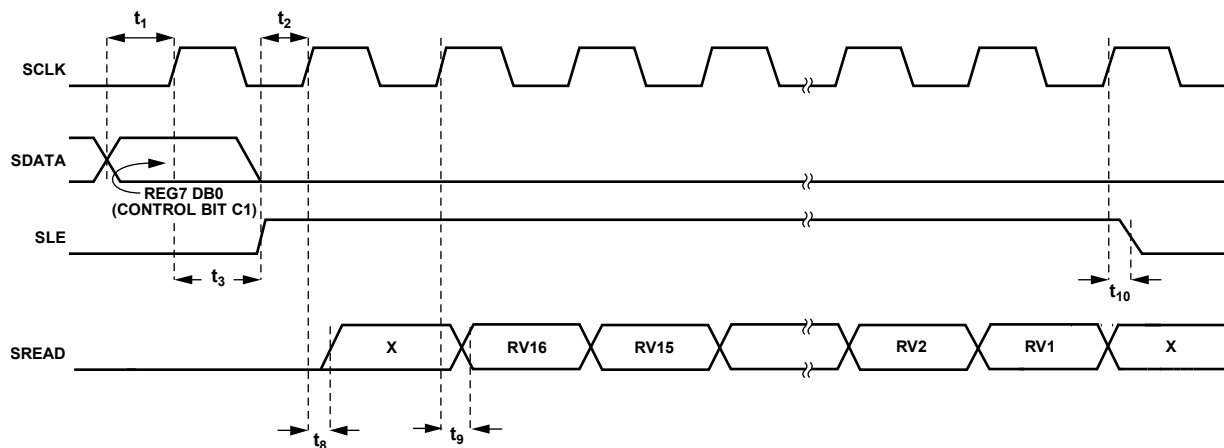 t1
t2
SCLK
SDATA
REG7 DB0
(CONTROL BIT C1)
SLE
t3
t10
SREAD
X
RV16
RV15
RV2
RV1
X
t8
t9